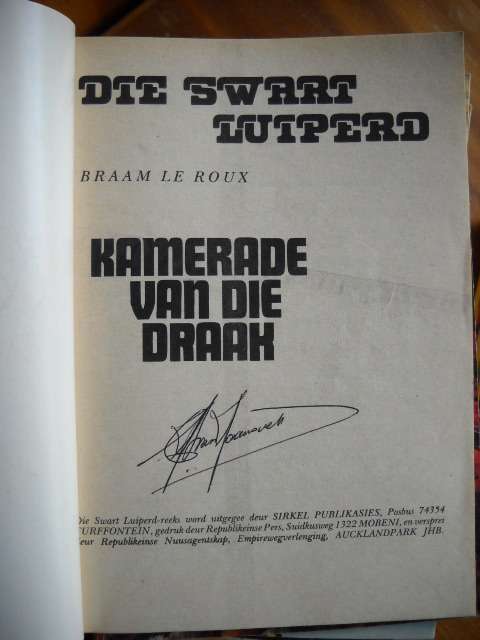 DIE SWART
LUIPERD
BRAAM LE ROUX
KAMERADE
VAN DIE
DRAAK
Die Swart Luiperd-reeks word uitgegee deur SIRKEL PUBLIKASIES, Posbus 74354
TURFFONTEIN, gedruk deur Republikeinse Pers, Suidkusweg 1322 MOBENI, en versprei
deur Republikeinse Nuusagentskap, Empirewegverlenging, AUCKLANDPARK JHB.